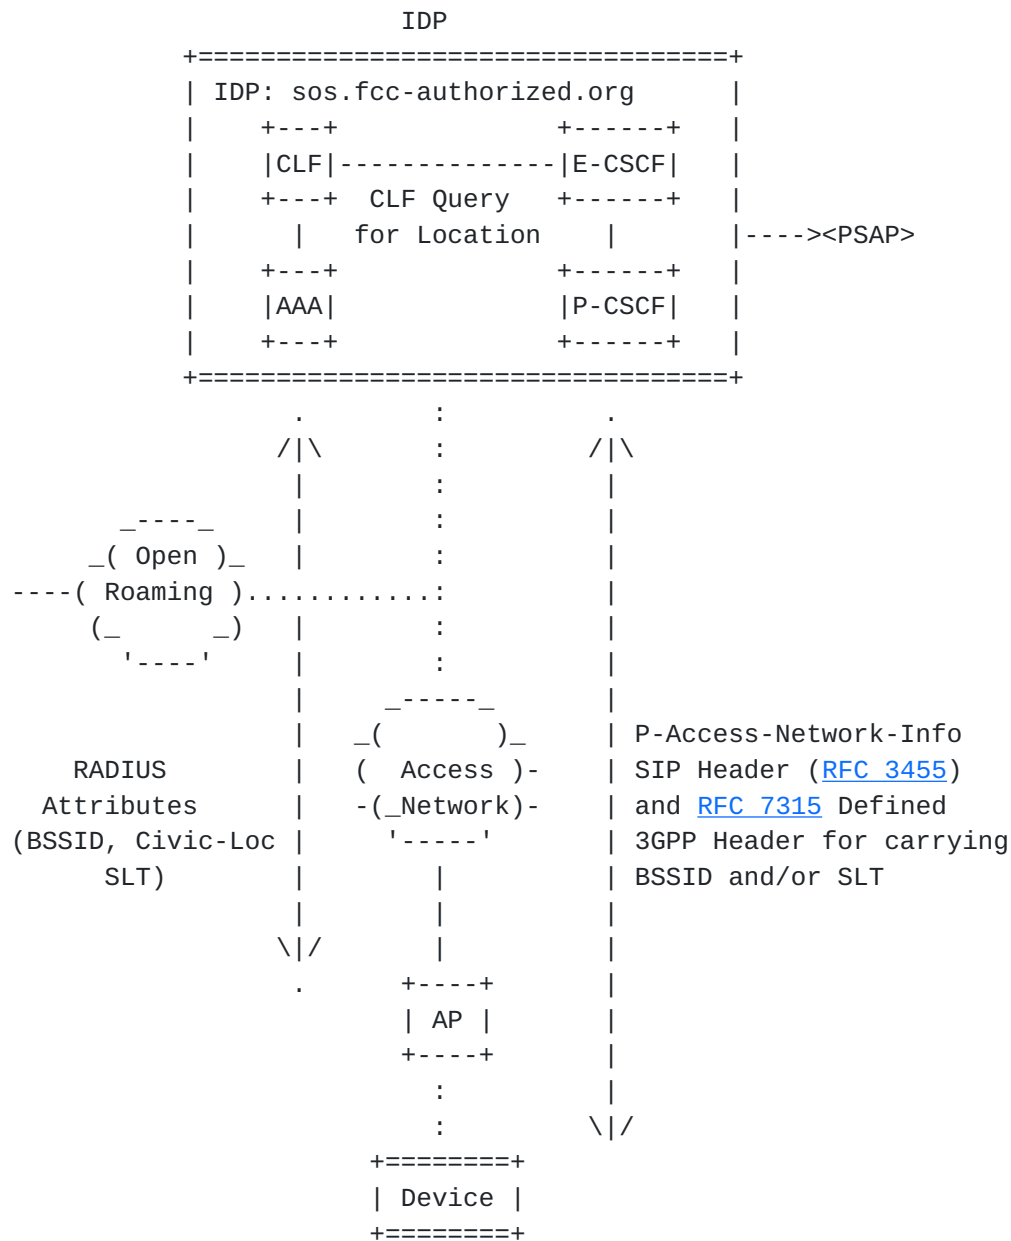 IDP
IDP: sos.fcc-authorized.org
CLF E-CSCF
CLF Query
for Location
----><PSAP>
AAA P-CSCF
Open
Roaming
P-Access-Network-Info
RADIUS ( Access ) SIP Header (RFC 3455)
Attributes (_Network) and RFC 7315 Defined
(BSSID, Civic-Loc 3GPP Header for carrying
SLT) BSSID and/or SLT
AP
Device